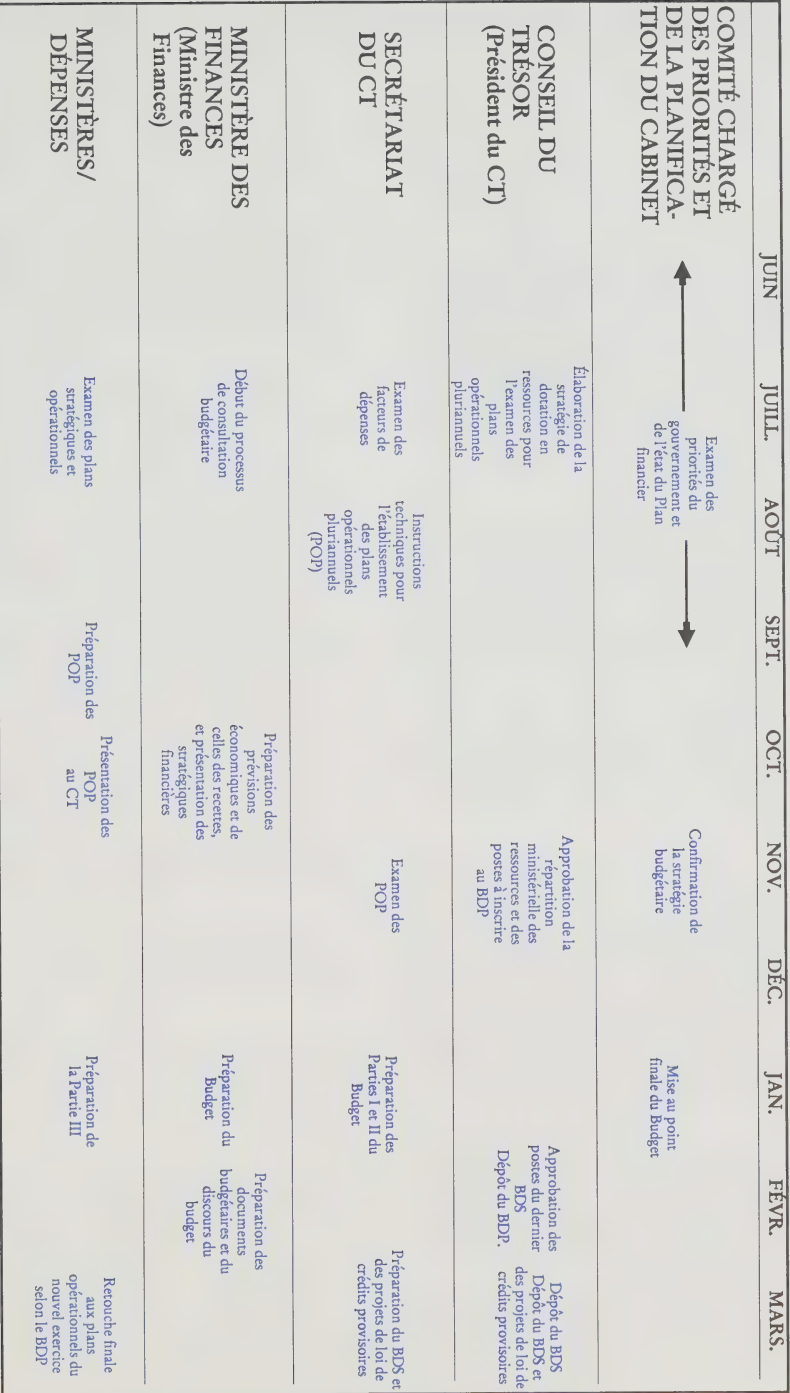 JUIN
JUILL.
AOÛT
SEPT.
OCT.
NOV.
DÉC.
JAN.
FÉVR.
MARS.
COMITÉ CHARGÉ
DES PRIORITÉS ET
DE LA PLANIFICA-
TION DU CABINET
Examen des
priorités du
gouvernement et
de l'état du Plan
financier
Confirmation de
la stratégie
budgétaire
Mise au point
finale du Budget
CONSEIL DU
TRÉSOR
(Président du CT)
Élaboration de la
stratégie de
dotation en
ressources pour
l'examen des
plans
opérationnels
pluriannuels
Approbation de la
répartition
ministérielle des
ressources et des
postes à inscrire
au BDP
Approbation des
postes du dernier
BDS
Dépôt du BDP.
Dépôt du BDS
Dépôt du BDS et
des projets de loi de
crédits provisoires
SECRÉTARIAT
DU CT
Examen des
facteurs de
dépenses
Instructions
techniques pour
l'établissement
des plans
opérationnels
pluriannuels
(POP)
Examen des
POP
Préparation des
Parties I et II du
Budget
Préparation du BDS et
des projets de loi de
crédits provisoires
MINISTÈRE DES
FINANCES
(Ministre des
Finances)
Début du processus
de consultation
budgétaire
Préparation des
prévisions
économiques et de
celles des recettes,
et présentation des
stratégiques
financières
Préparation du
Budget
Préparation des
documents
budgétaires et du
discours du
budget
MINISTÈRES/
DÉPENSES
Examen des plans
stratégiques et
opérationnels
Préparation des
POP
Présentation des
POP
au CT
Préparation de
la Partie III
Retouche finale
aux plans
opérationnels du
nouvel exercice
selon le BDP